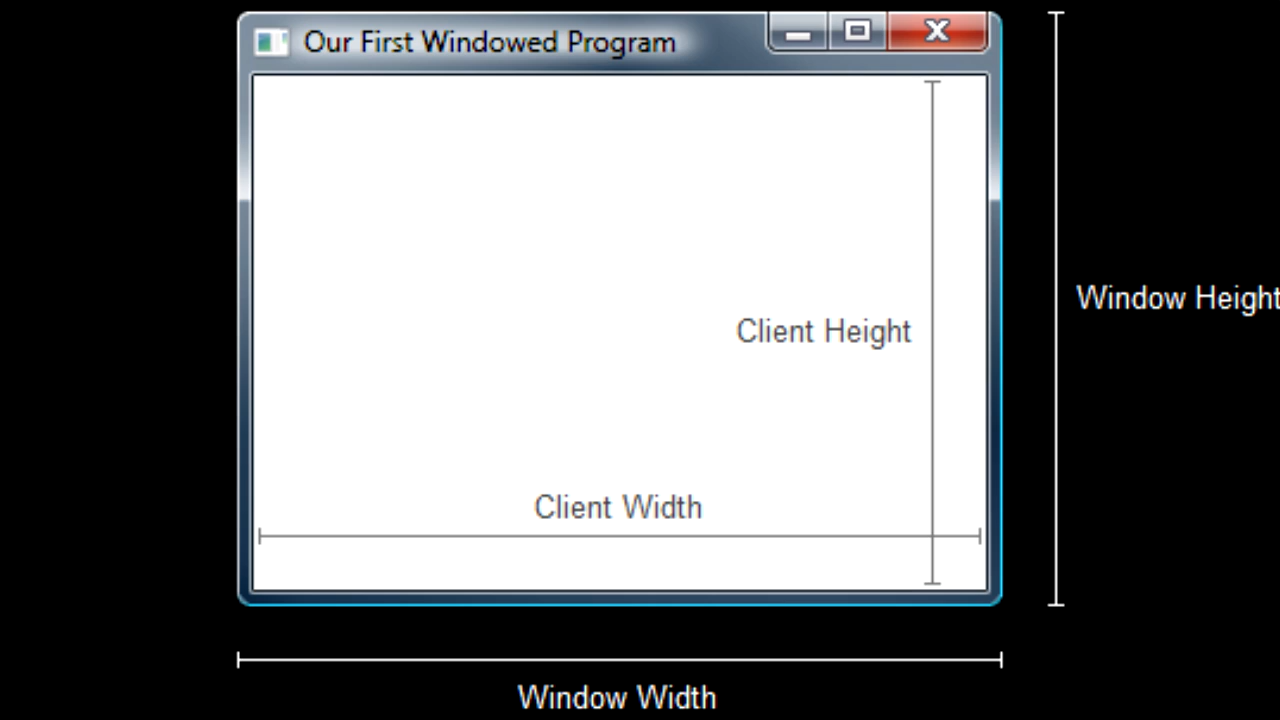 Our First Windowed Program
Window Height
Client Height
Client Width
Window Width